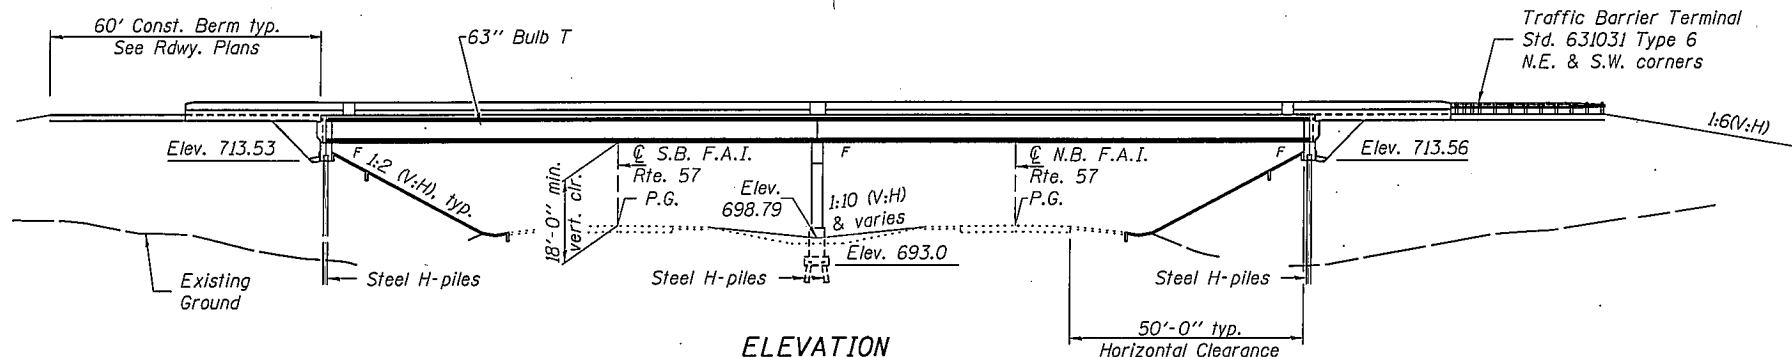 60' Const. Berm typ.
See Rdwy. Plans
63" Bulb T
Traffic Barrier Terminal
Std. 631031 Type 6
N.E. & S.W. corners
1:6(V:H)
Elev. 713.53
F
1:2 (V:H), typ.
18'-0" min.
vert. clr.
℄ S.B. F.A.I.
Rte. 57
P.G.
Elev.
698.79
F
1:10 (V:H)
& varies
℄ N.B. F.A.I.
Rte. 57
P.G.
F
Elev. 713.56
Elev. 693.0
Existing
Ground
Steel H-piles
Steel H-piles
Steel H-piles
50'-0" typ.
Horizontal Clearance
ELEVATION